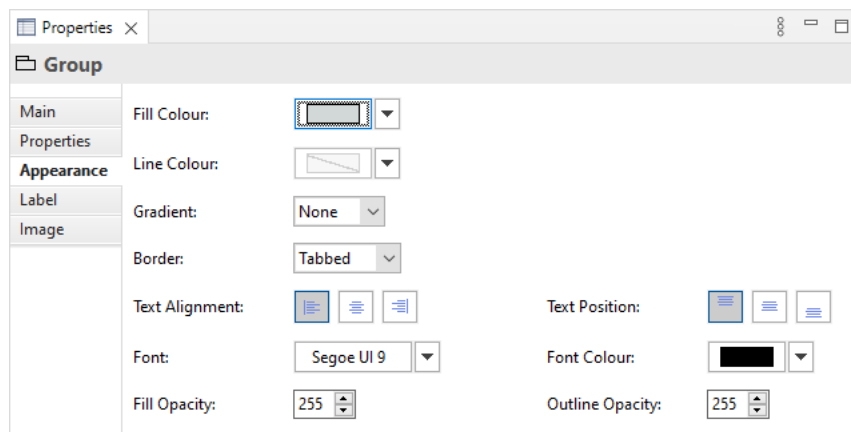 Properties
Group
Main
Properties
Appearance
Label
Image
Fill Colour:
Line Colour:
Gradient: None
Border: Tabbed
Text Alignment: Text Position:
Font: Segoe UI 9 Font Colour:
Fill Opacity: 255 Outline Opacity: 255